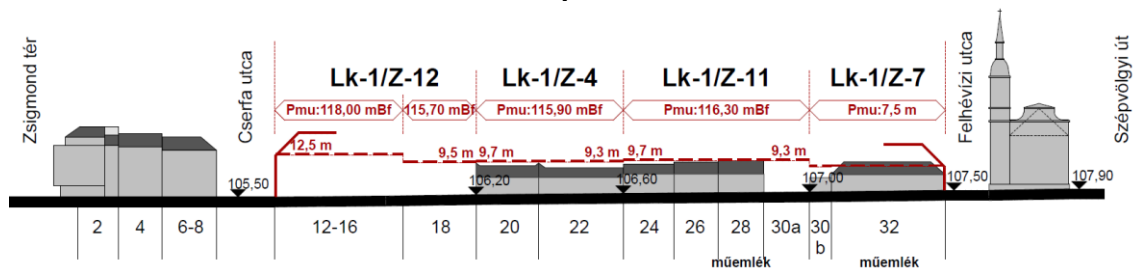 Zsigmond tér
Cserfa utca
Felhévízi utca
Szépvölgyi út
Lk-1/Z-12 Lk-1/Z-4 Lk-1/Z-11 Lk-1/Z-7
Pmu:118,00 mBf 115,70 mBf Pmu:115,90 mBf Pmu:116,30 mBf Pmu:7,5 m
12,5 m 9,5 m 9,7 m 9,3 m 9,7 m 9,3 m
105,50 106,20 106,60 107,00 107,50 107,90
2 4 6-8 12-16 18 20 22 24 26 28 30a 30 32
b
műemlék műemlék